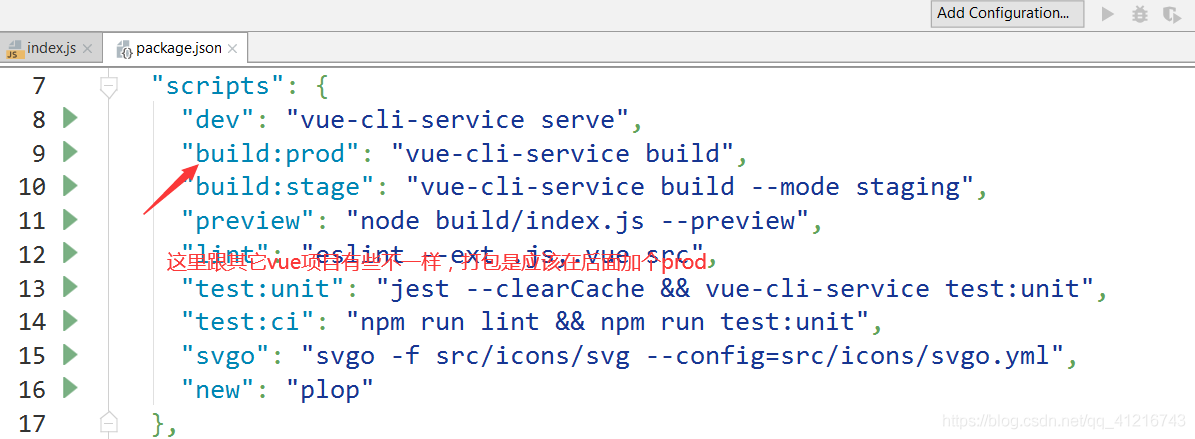 Add Configuration...
index.js
package.json
7 "scripts": {
8 "dev": "vue-cli-service serve",
9 "build:prod": "vue-cli-service build",
10 "build:stage": "vue-cli-service build --mode staging",
11 "preview": "node build/index.js --preview",
12 "lint": "eslint --ext .js,.vue src",
这里跟其它vue项目有些不一样，打包是应该在后面加个prod
13 "test:unit": "jest --clearCache && vue-cli-service test:unit",
14 "test:ci": "npm run lint && npm run test:unit",
15 "svgo": "svgo -f src/icons/svg --config=src/icons/svgo.yml",
16 "new": "plop"
17 },
https://blog.csdn.net/qq_41216743